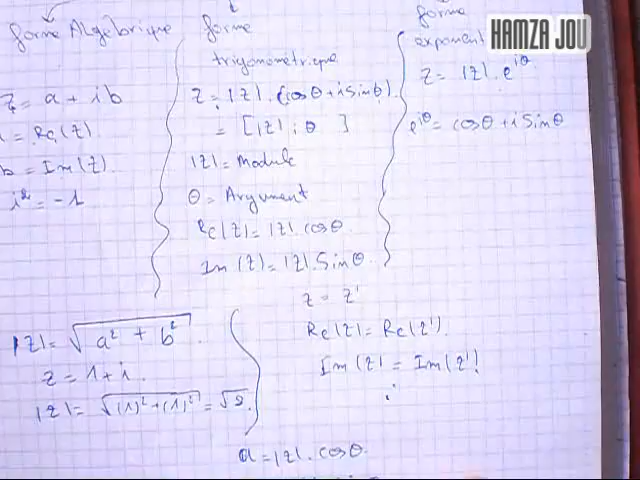 forme Algébrique
z = a + ib
a = Re(z)
b = Im(z)
i² = -1
forme
trigonométrique
z = |z| . (cosθ + i sinθ)
= [|z| ; θ]
|z| = Module
θ = Argument
Re(z) = |z| . cosθ
Im(z) = |z| . Sinθ
forme
exponent
HAMZA JOU
z = |z| . e^iθ
e^iθ = cosθ + i Sinθ
|z| = √a² + b²
z = 1 + i
|z| = √(1)² + (1)² = √2
z = z'
Re(z) = Re(z')
Im(z) = Im(z')
a = |z| . cosθ